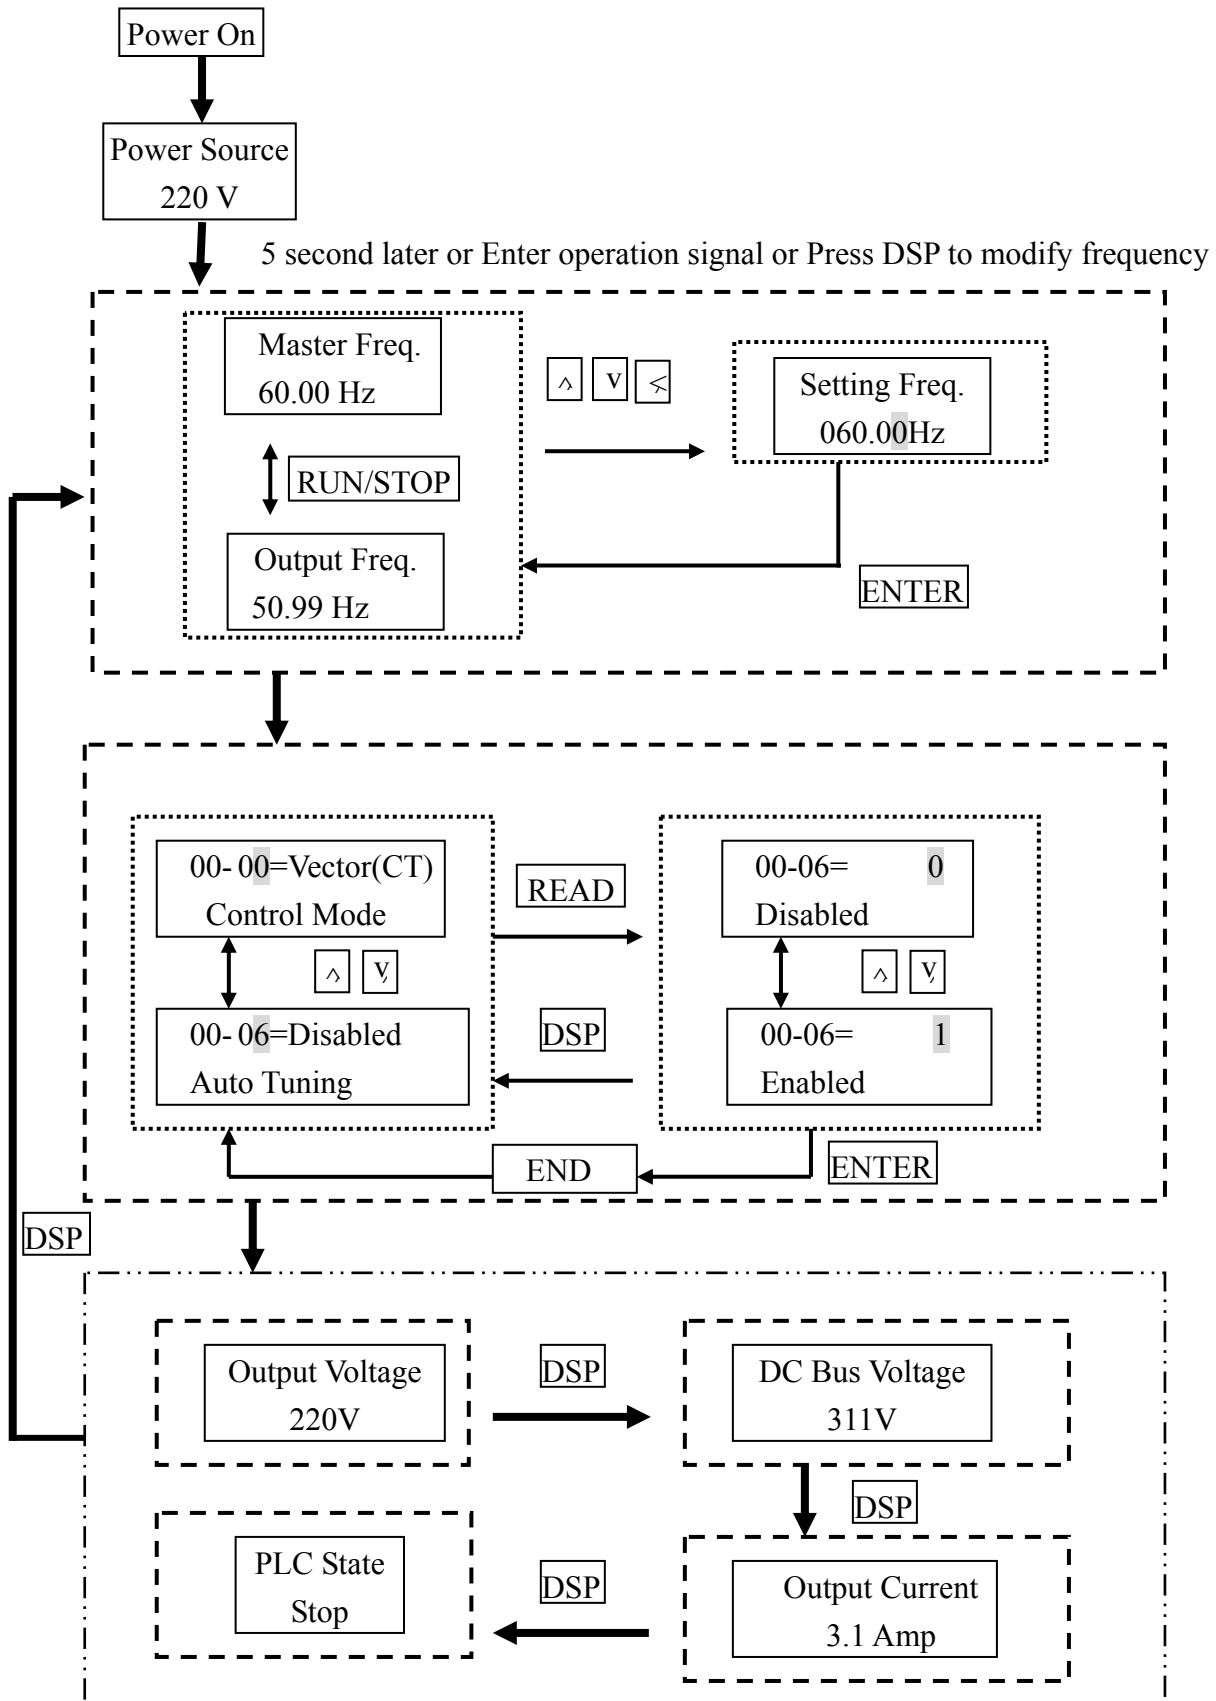 Power On
Power Source
220 V
5 second later or Enter operation signal or Press DSP to modify frequency
Master Freq.
60.00 Hz
^ v <
Setting Freq.
060.00Hz
RUN/STOP
Output Freq.
50.99 Hz
ENTER
00- 00=Vector(CT)
Control Mode
READ
00-06= 0
Disabled
^ v
^ v
00- 06=Disabled
Auto Tuning
DSP
00-06= 1
Enabled
END
ENTER
DSP
Output Voltage
220V
DSP
DC Bus Voltage
311V
DSP
PLC State
Stop
DSP
Output Current
3.1 Amp